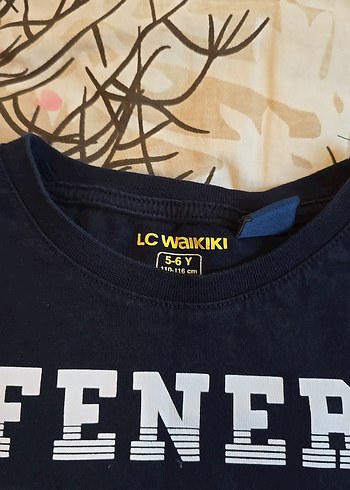 LC WAIKIKI
5-6 Y
110-116 cm
FENER